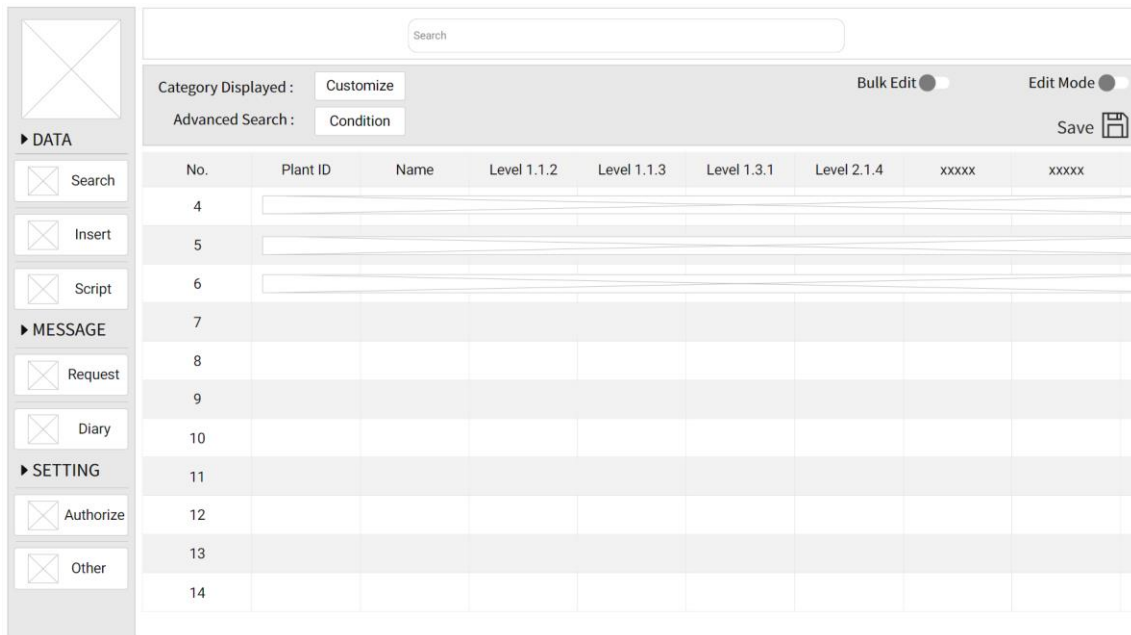 Search
Category Displayed : Customize
Bulk Edit
Edit Mode
Advanced Search : Condition
Save
DATA
Search
Insert
Script
MESSAGE
Request
Diary
SETTING
Authorize
Other
No. Plant ID Name Level 1.1.2 Level 1.1.3 Level 1.3.1 Level 2.1.4 xxxxx xxxxx
4
5
6
7
8
9
10
11
12
13
14